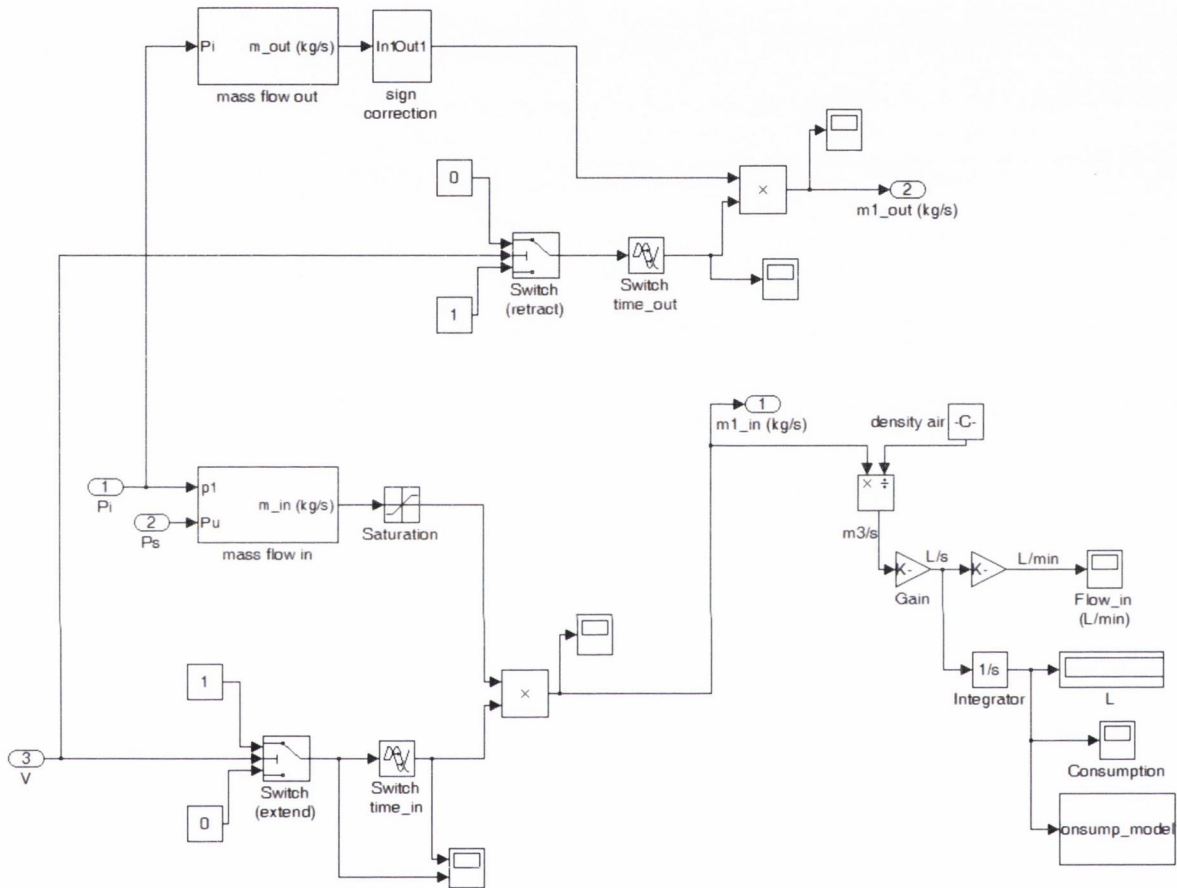 Pi
m_out (kg/s)
mass flow out
In1Out1
sign
correction
0
1
Switch
(retract)
Switch
time_out
×
2
m1_out (kg/s)
1
m1_in (kg/s)
density air
-C-
× ÷
m3/s
K-
Gain
L/s
K-
L/min
Flow_in
(L/min)
1/s
Integrator
L
Consumption
onsump_model
1
Pi
2
Ps
p1
Pu
m_in (kg/s)
mass flow in
Saturation
×
3
V
1
0
Switch
(extend)
Switch
time_in